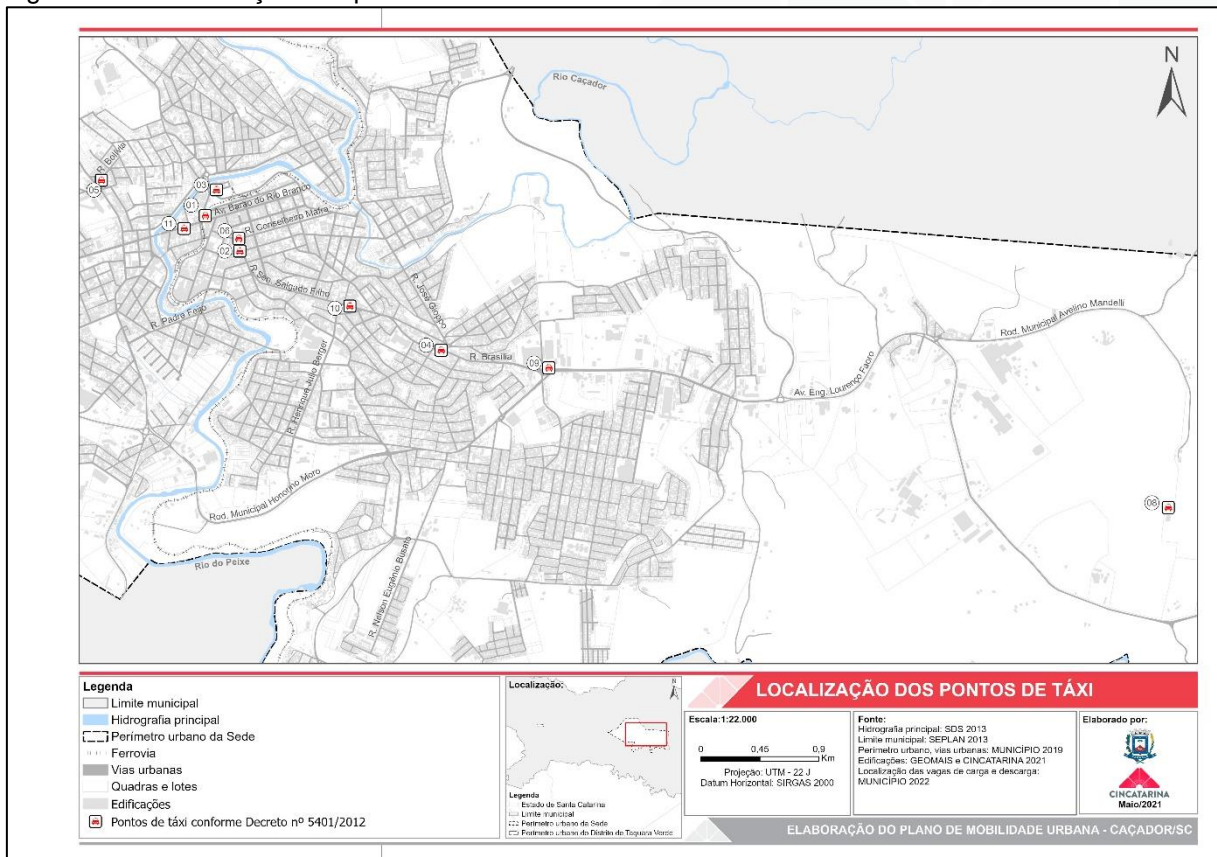 N
Rio Caçador
R. Bolívia
05
03
01
Av. Barão do Rio Branco
11
06
R. Conselheiro Mafra
02
R. Sen. Salgado Filho
R. José Gioppo
10
R. Padre Feijó
04
R. Brasília
09
R. Henrique Júlio Berger
Av. Eng. Lourenço Faoro
Rod. Municipal Avelino Mandelli
Rod. Municipal Honorino Moro
08
Rio do Peixe
R. Nelson Eugênio Busato
Legenda
Limite municipal
Hidrografia principal
Perímetro urbano da Sede
Ferrovia
Vias urbanas
Quadras e lotes
Edificações
Pontos de táxi conforme Decreto nº 5401/2012
Localização:
N
Legenda
Estado de Santa Catarina
Limite municipal
Perímetro urbano da Sede
Perímetro urbano do Distrito de Taquara Verde
LOCALIZAÇÃO DOS PONTOS DE TÁXI
Escala:1:22.000
0 0,45 0,9
Km
Projeção: UTM - 22 J
Datum Horizontal: SIRGAS 2000
Fonte:
Hidrografia principal: SDS 2013
Limite municipal: SEPLAN 2013
Perímetro urbano, vias urbanas: MUNICÍPIO 2019
Edificações: GEOMAIS e CINCATARINA 2021
Localização das vagas de carga e descarga:
MUNICÍPIO 2022
Elaborado por:
CINCATARINA
Maio/2021
ELABORAÇÃO DO PLANO DE MOBILIDADE URBANA - CAÇADOR/SC